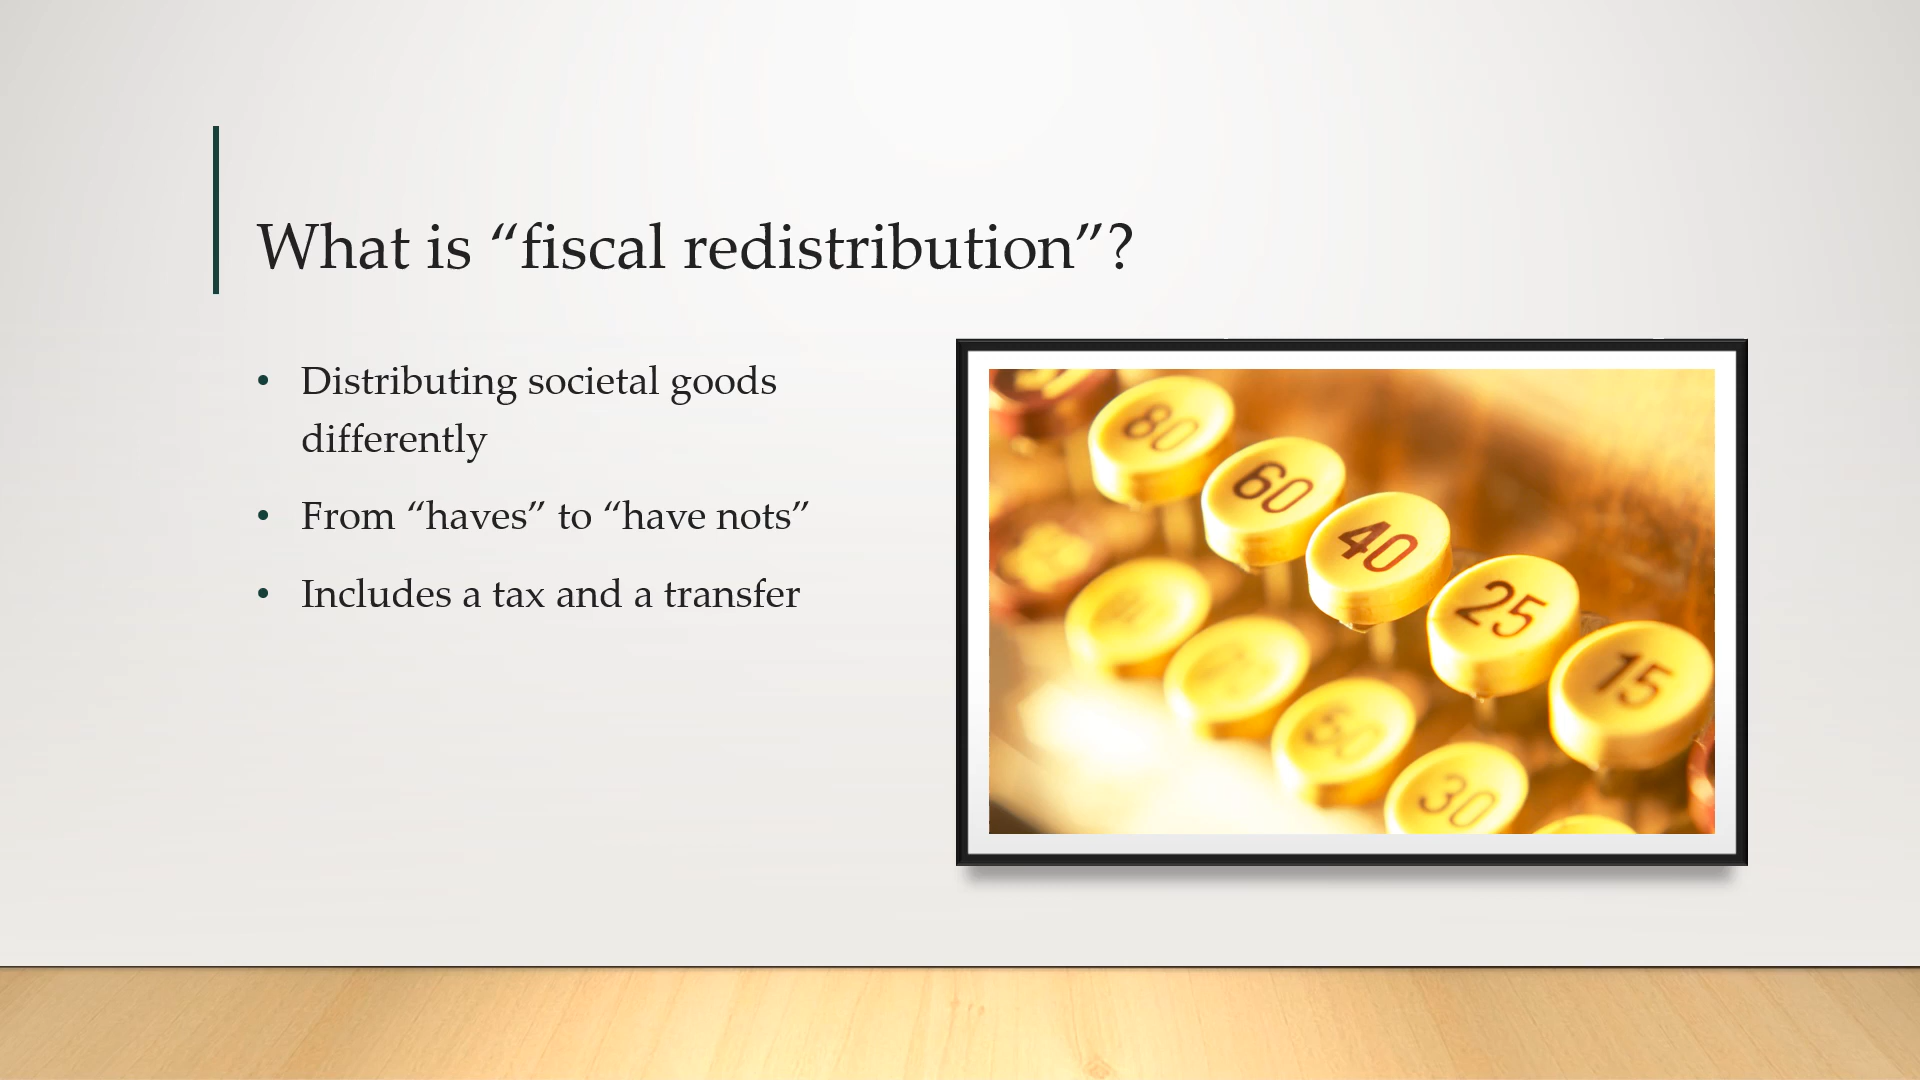 What is “fiscal redistribution”?
• Distributing societal goods
differently
• From “haves” to “have nots”
• Includes a tax and a transfer
80
60
40
25
15
30